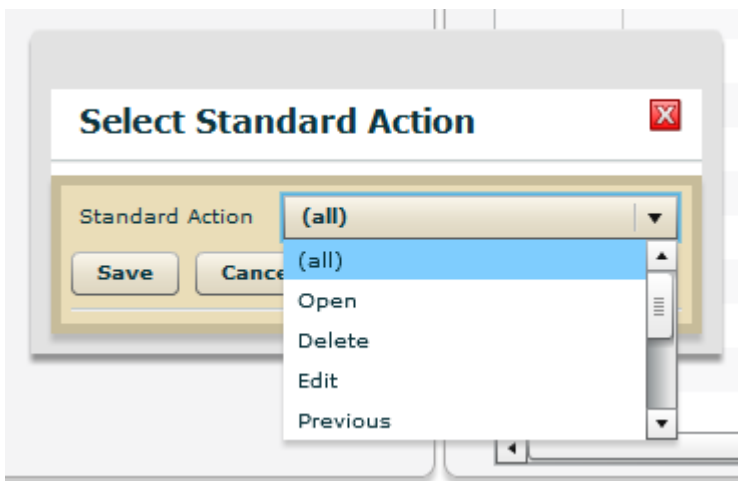 Select Standard Action
Standard Action (all)
Save
(all)
Open
Delete
Edit
Previous